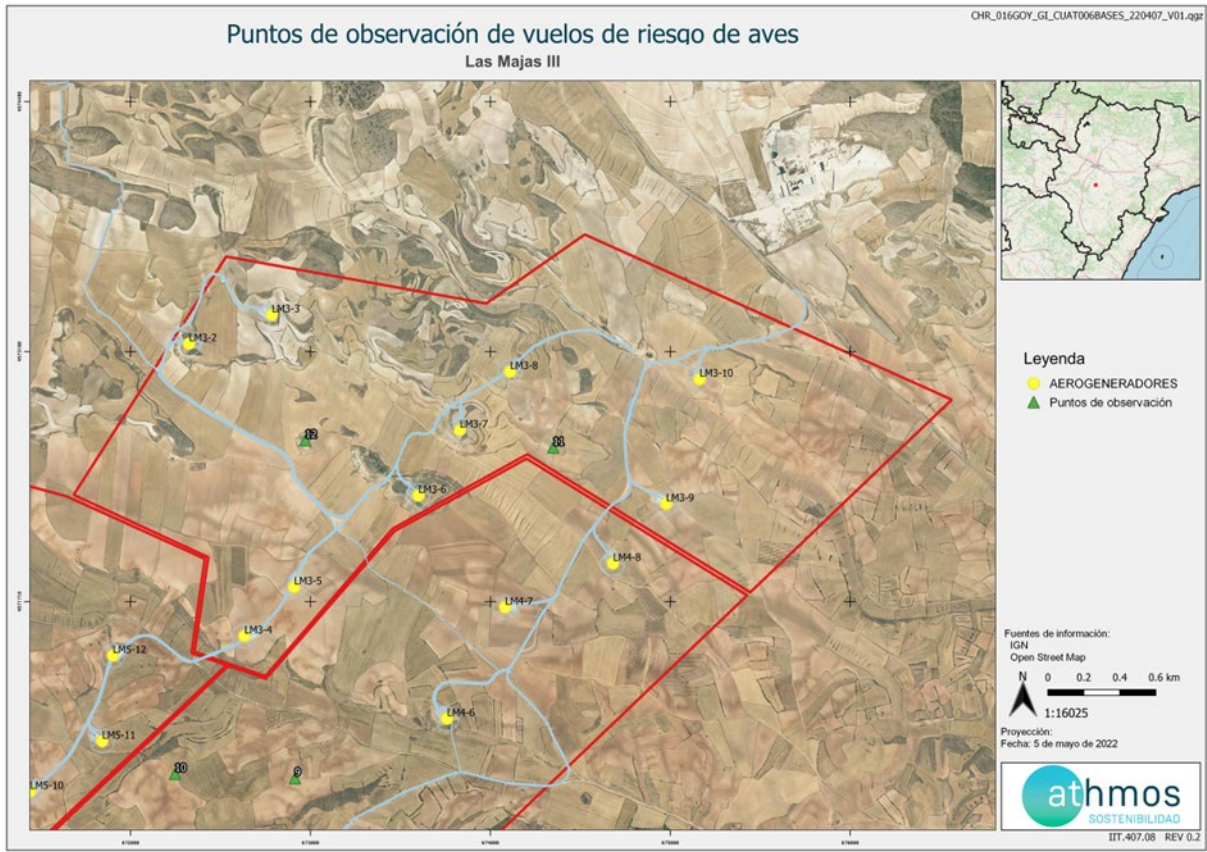 CHR_016GOY_GI_CUAT006BASES_220407_V01.qgz
Puntos de observación de vuelos de riesgo de aves
Las Majas III
LM3-3
LM3-2
LM3-8
LM3-10
LM3-7
12
11
LM3-6
LM3-9
LM4-8
LM3-5
LM4-7
LM3-4
LM5-12
LM4-6
LM5-11
10
9
LM5-10
672000
673000
674000
Leyenda
AEROGENERADORES
Puntos de observación
Fuentes de información:
IGN
Open Street Map
N
0 0.2 0.4 0.6 km
1:16025
Proyección:
Fecha: 5 de mayo de 2022
athmos
SOSTENIBILIDAD
IIT.407.08 REV 0.2